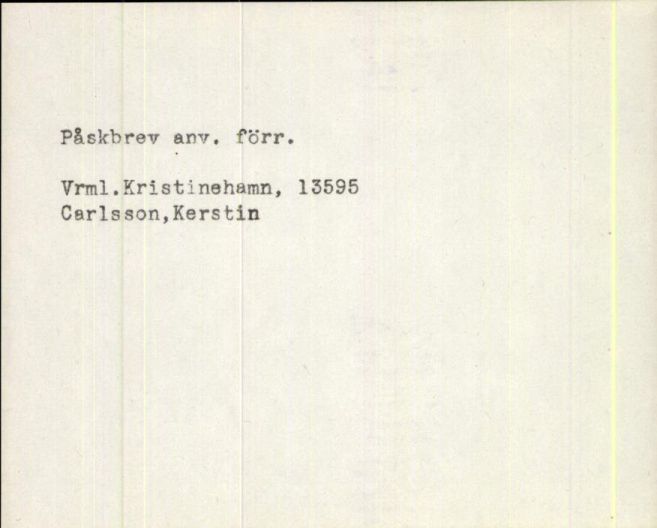 Påskbrev anv. förr.
Vrml.Kristinehamn, 13595
Carlsson,Kerstin